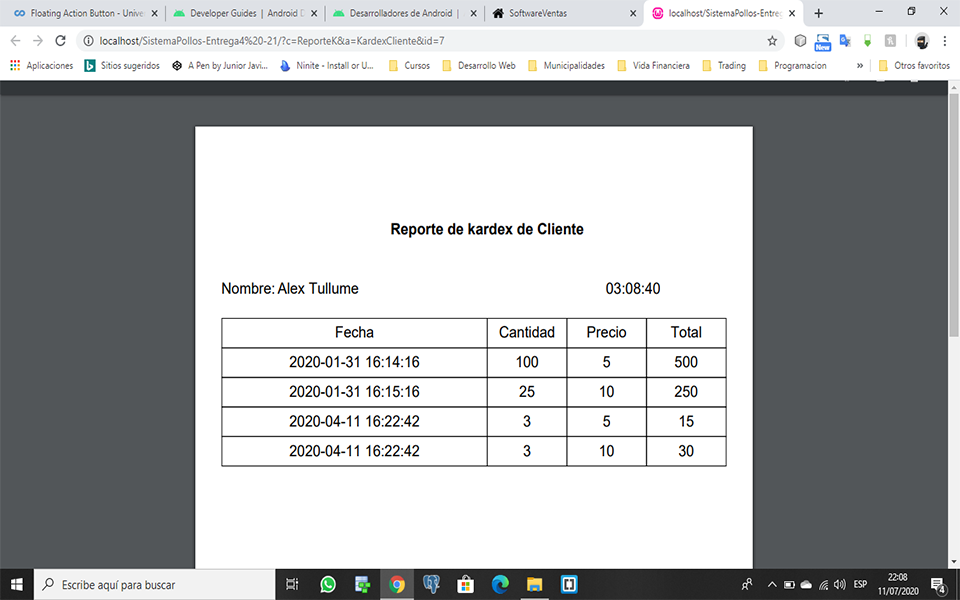 Floating Action Button - Unive
Developer Guides | Android D
Desarrolladores de Android |
SoftwareVentas
localhost/SistemaPollos-Entreg
localhost/SistemaPollos-Entrega4%20-21/?c=ReporteK&a=KardexCliente&id=7
New
Aplicaciones
Sitios sugeridos
A Pen by Junior Javi...
Ninite - Install or U...
Cursos
Desarrollo Web
Municipalidades
Vida Financiera
Trading
Programacion
»
Otros favoritos
Reporte de kardex de Cliente
Nombre: Alex Tullume 03:08:40
Fecha Cantidad Precio Total
2020-01-31 16:14:16 100 5 500
2020-01-31 16:15:16 25 10 250
2020-04-11 16:22:42 3 5 15
2020-04-11 16:22:42 3 10 30
Escribe aquí para buscar
ESP
22:08
11/07/2020
4